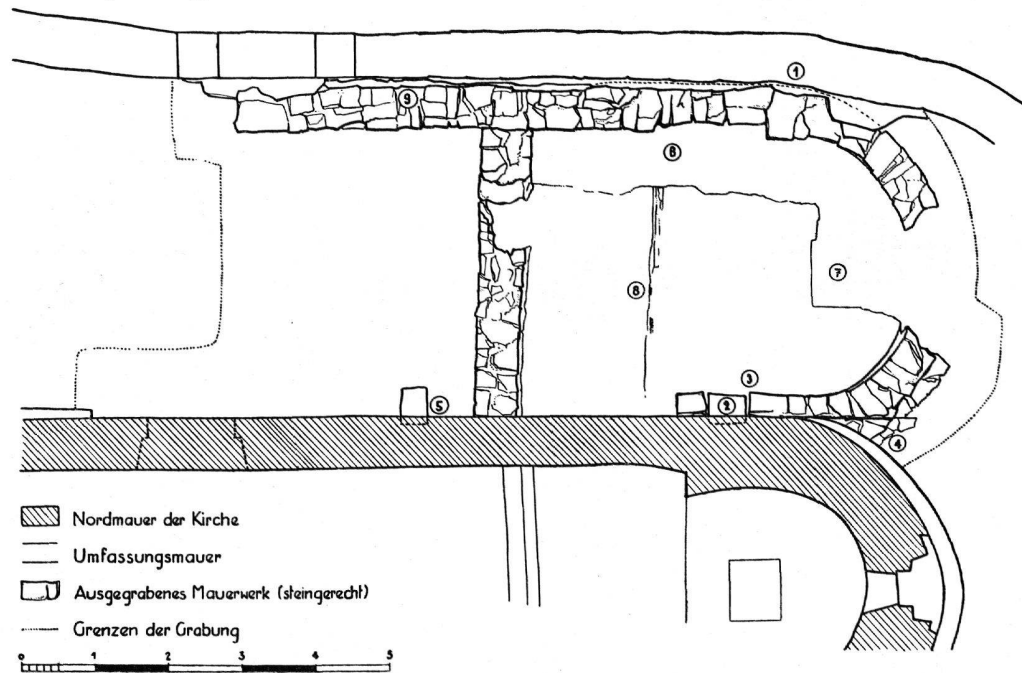 ①
⑨
⑥
⑦
⑧
③
⑤
②
④
Nordmauer der Kirche
Umfassungsmauer
Ausgegrabenes Mauerwerk (steingerecht)
Grenzen der Grabung
0 1 2 3 4 5